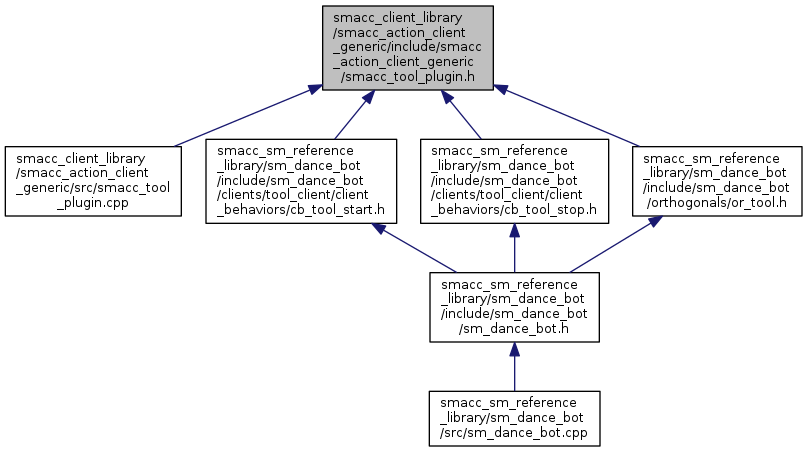 smacc_client_library
/smacc_action_client
_generic/include/smacc
_action_client_generic
/smacc_tool_plugin.h
smacc_client_library
/smacc_action_client
_generic/src/smacc_tool
_plugin.cpp
smacc_sm_reference
_library/sm_dance_bot
/include/sm_dance_bot
/clients/tool_client/client
_behaviors/cb_tool_start.h
smacc_sm_reference
_library/sm_dance_bot
/include/sm_dance_bot
/clients/tool_client/client
_behaviors/cb_tool_stop.h
smacc_sm_reference
_library/sm_dance_bot
/include/sm_dance_bot
/orthogonals/or_tool.h
smacc_sm_reference
_library/sm_dance_bot
/include/sm_dance_bot
/sm_dance_bot.h
smacc_sm_reference
_library/sm_dance_bot
/src/sm_dance_bot.cpp